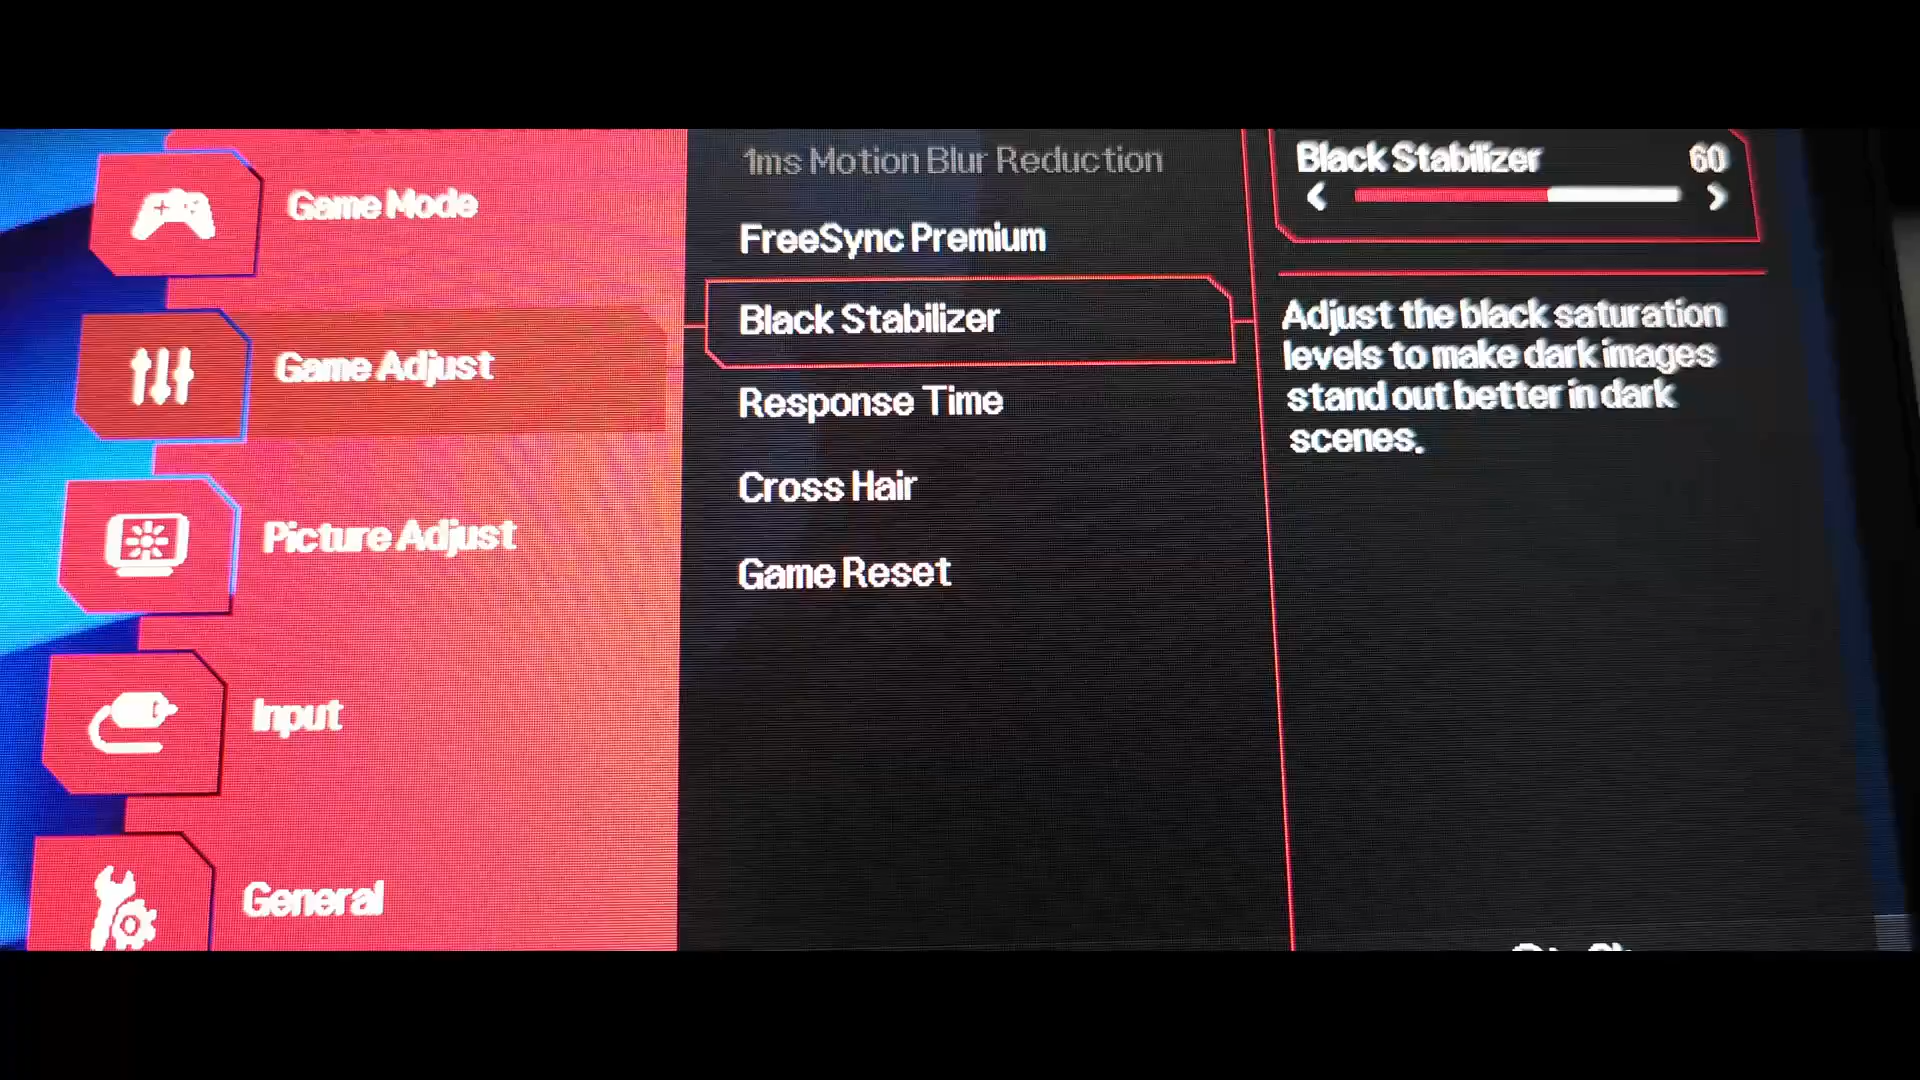 Game Mode
Game Adjust
Picture Adjust
Input
General
1ms Motion Blur Reduction
FreeSync Premium
Black Stabilizer
Response Time
Cross Hair
Game Reset
Black Stabilizer 60
Adjust the black saturation
levels to make dark images
stand out better in dark
scenes.